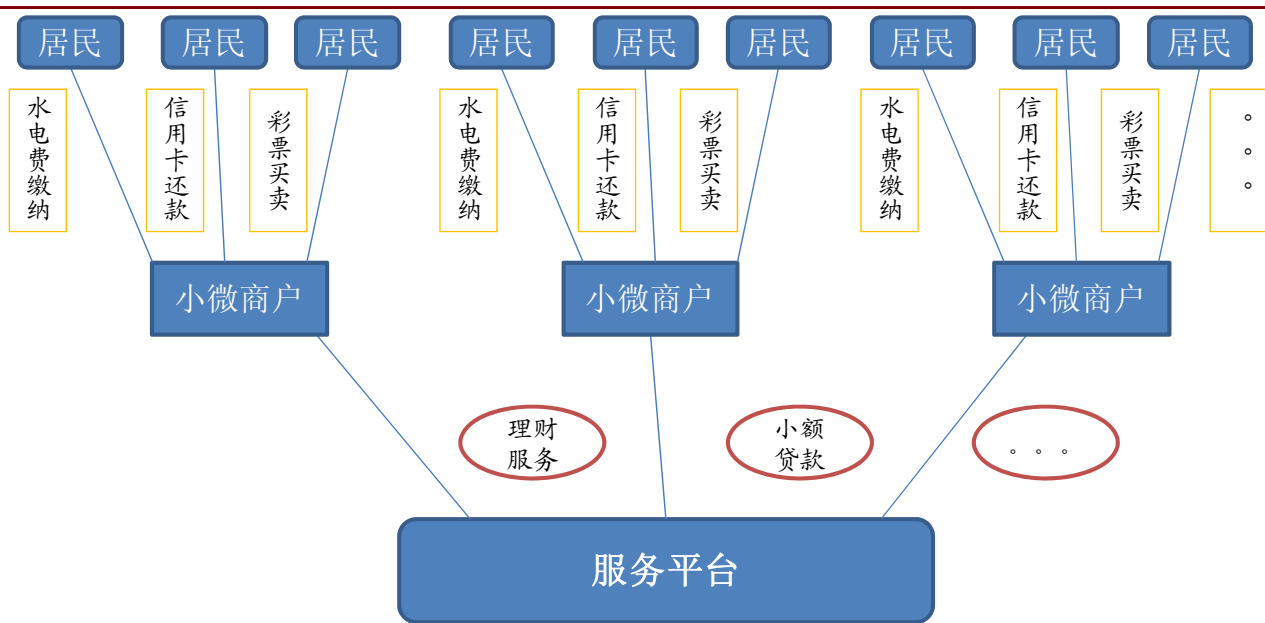 居民
居民
居民
居民
居民
居民
居民
居民
居民
水电费缴纳
信用卡还款
彩票买卖
水电费缴纳
信用卡还款
彩票买卖
水电费缴纳
信用卡还款
彩票买卖
。。。
小微商户
小微商户
小微商户
理财
服务
小额
贷款
。。。
服务平台